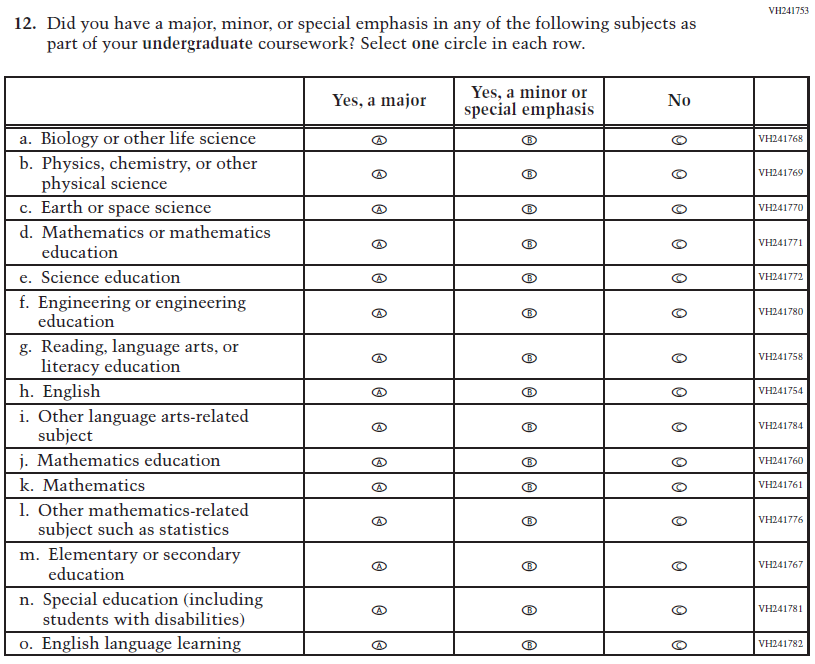 VH241753
12. Did you have a major, minor, or special emphasis in any of the following subjects as
part of your undergraduate coursework? Select one circle in each row.
Yes, a major
Yes, a minor or
special emphasis
No
a. Biology or other life science A B C VH241768
b. Physics, chemistry, or other
physical science A B C VH241769
c. Earth or space science A B C VH241770
d. Mathematics or mathematics
education A B C VH241771
e. Science education A B C VH241772
f. Engineering or engineering
education A B C VH241780
g. Reading, language arts, or
literacy education A B C VH241758
h. English A B C VH241754
i. Other language arts-related
subject A B C VH241784
j. Mathematics education A B C VH241760
k. Mathematics A B C VH241761
l. Other mathematics-related
subject such as statistics A B C VH241776
m. Elementary or secondary
education A B C VH241767
n. Special education (including
students with disabilities) A B C VH241781
o. English language learning A B C VH241782